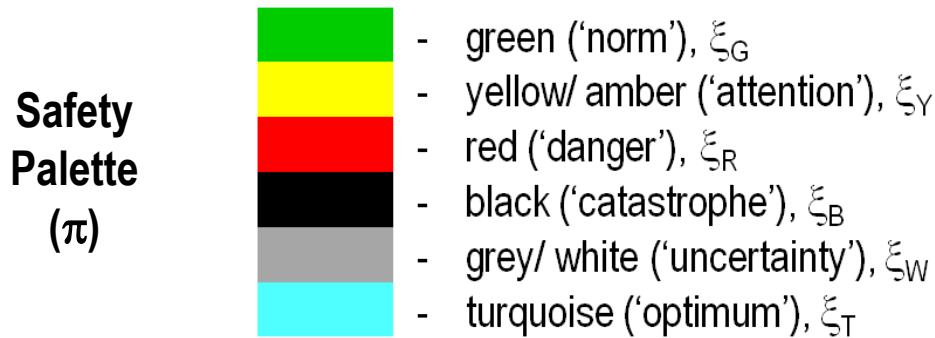 Safety
Palette
(π)
- green (‘norm’), ξG
- yellow/ amber (‘attention’), ξY
- red (‘danger’), ξR
- black (‘catastrophe’), ξB
- grey/ white (‘uncertainty’), ξW
- turquoise (‘optimum’), ξT